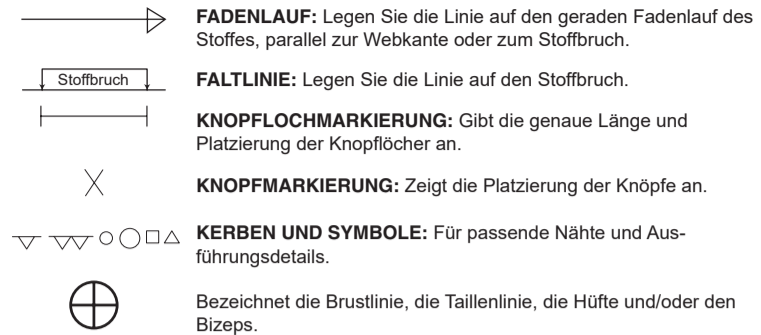 FADENLAUF: Legen Sie die Linie auf den geraden Fadenlauf des
Stoffes, parallel zur Webkante oder zum Stoffbruch.
Stoffbruch
FALTLINIE: Legen Sie die Linie auf den Stoffbruch.
KNOPFLOCHMARKIERUNG: Gibt die genaue Länge und
Platzierung der Knopflöcher an.
KNOPFMARKIERUNG: Zeigt die Platzierung der Knöpfe an.
KERBEN UND SYMBOLE: Für passende Nähte und Aus-
führungsdetails.
Bezeichnet die Brustlinie, die Taillenlinie, die Hüfte und/oder den
Bizeps.